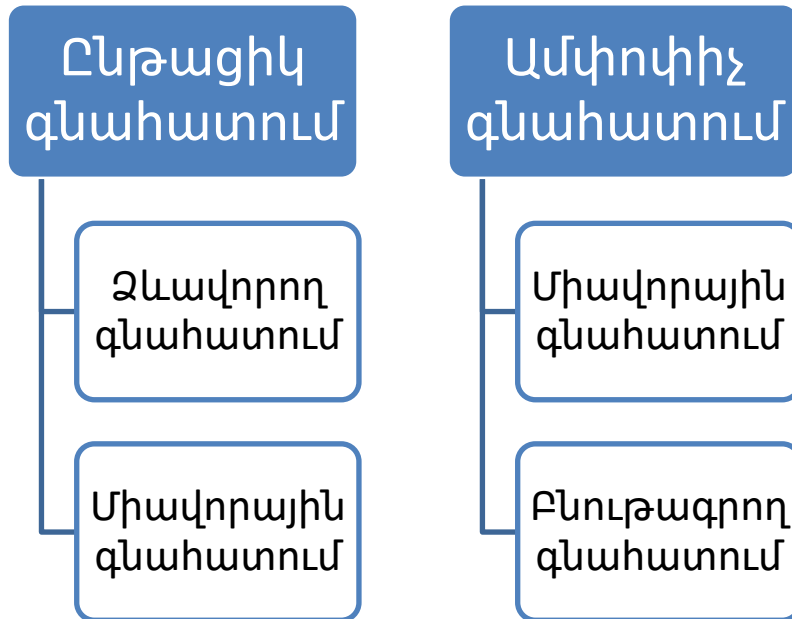 Ընթացիկ
գնահատում
Ձևավորող
գնահատում
Միավորային
գնահատում
Ամփոփիչ
գնահատում
Միավորային
գնահատում
Բնութագրող
գնահատում